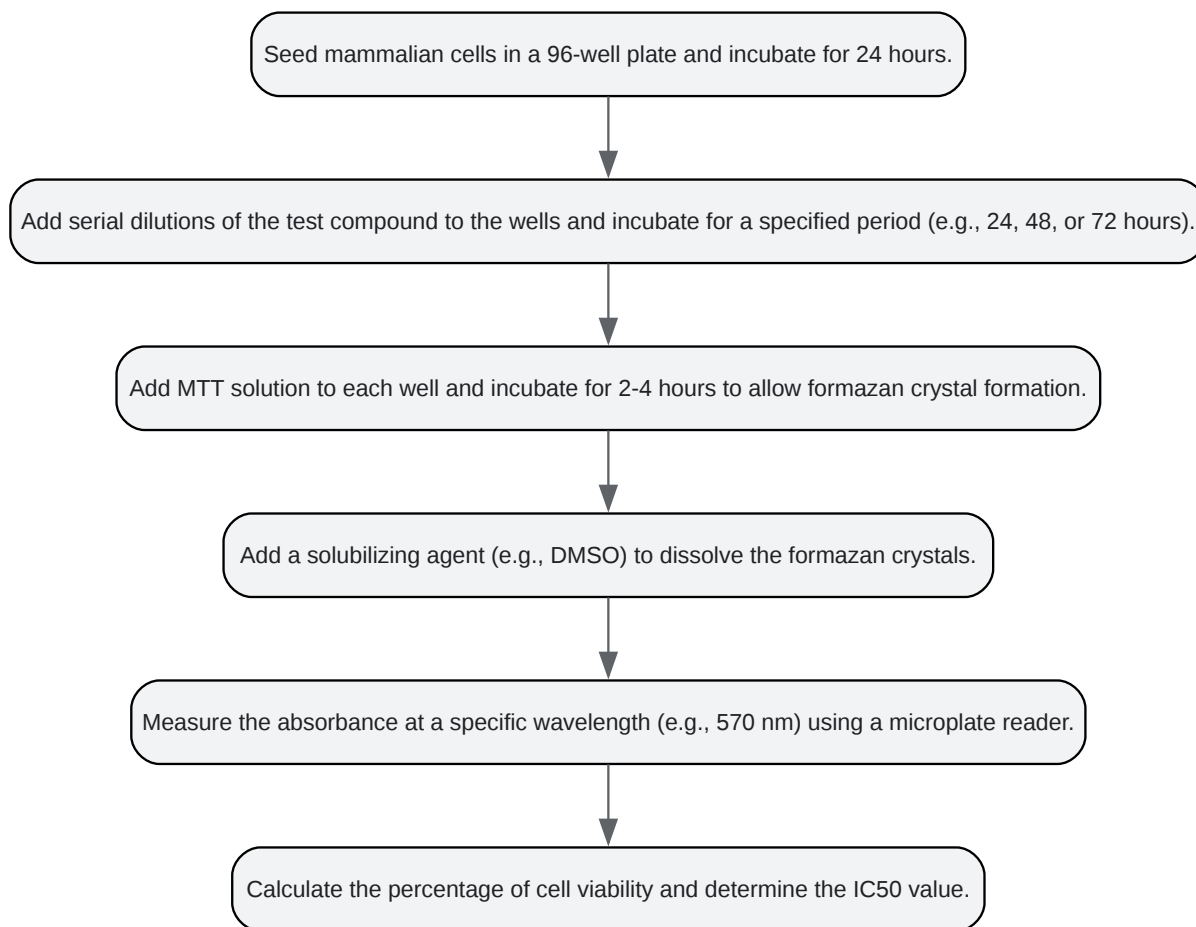 Seed mammalian cells in a 96-well plate and incubate for 24 hours.
Add serial dilutions of the test compound to the wells and incubate for a specified period (e.g., 24, 48, or 72 hours).
Add MTT solution to each well and incubate for 2-4 hours to allow formazan crystal formation.
Add a solubilizing agent (e.g., DMSO) to dissolve the formazan crystals.
Measure the absorbance at a specific wavelength (e.g., 570 nm) using a microplate reader.
Calculate the percentage of cell viability and determine the IC50 value.